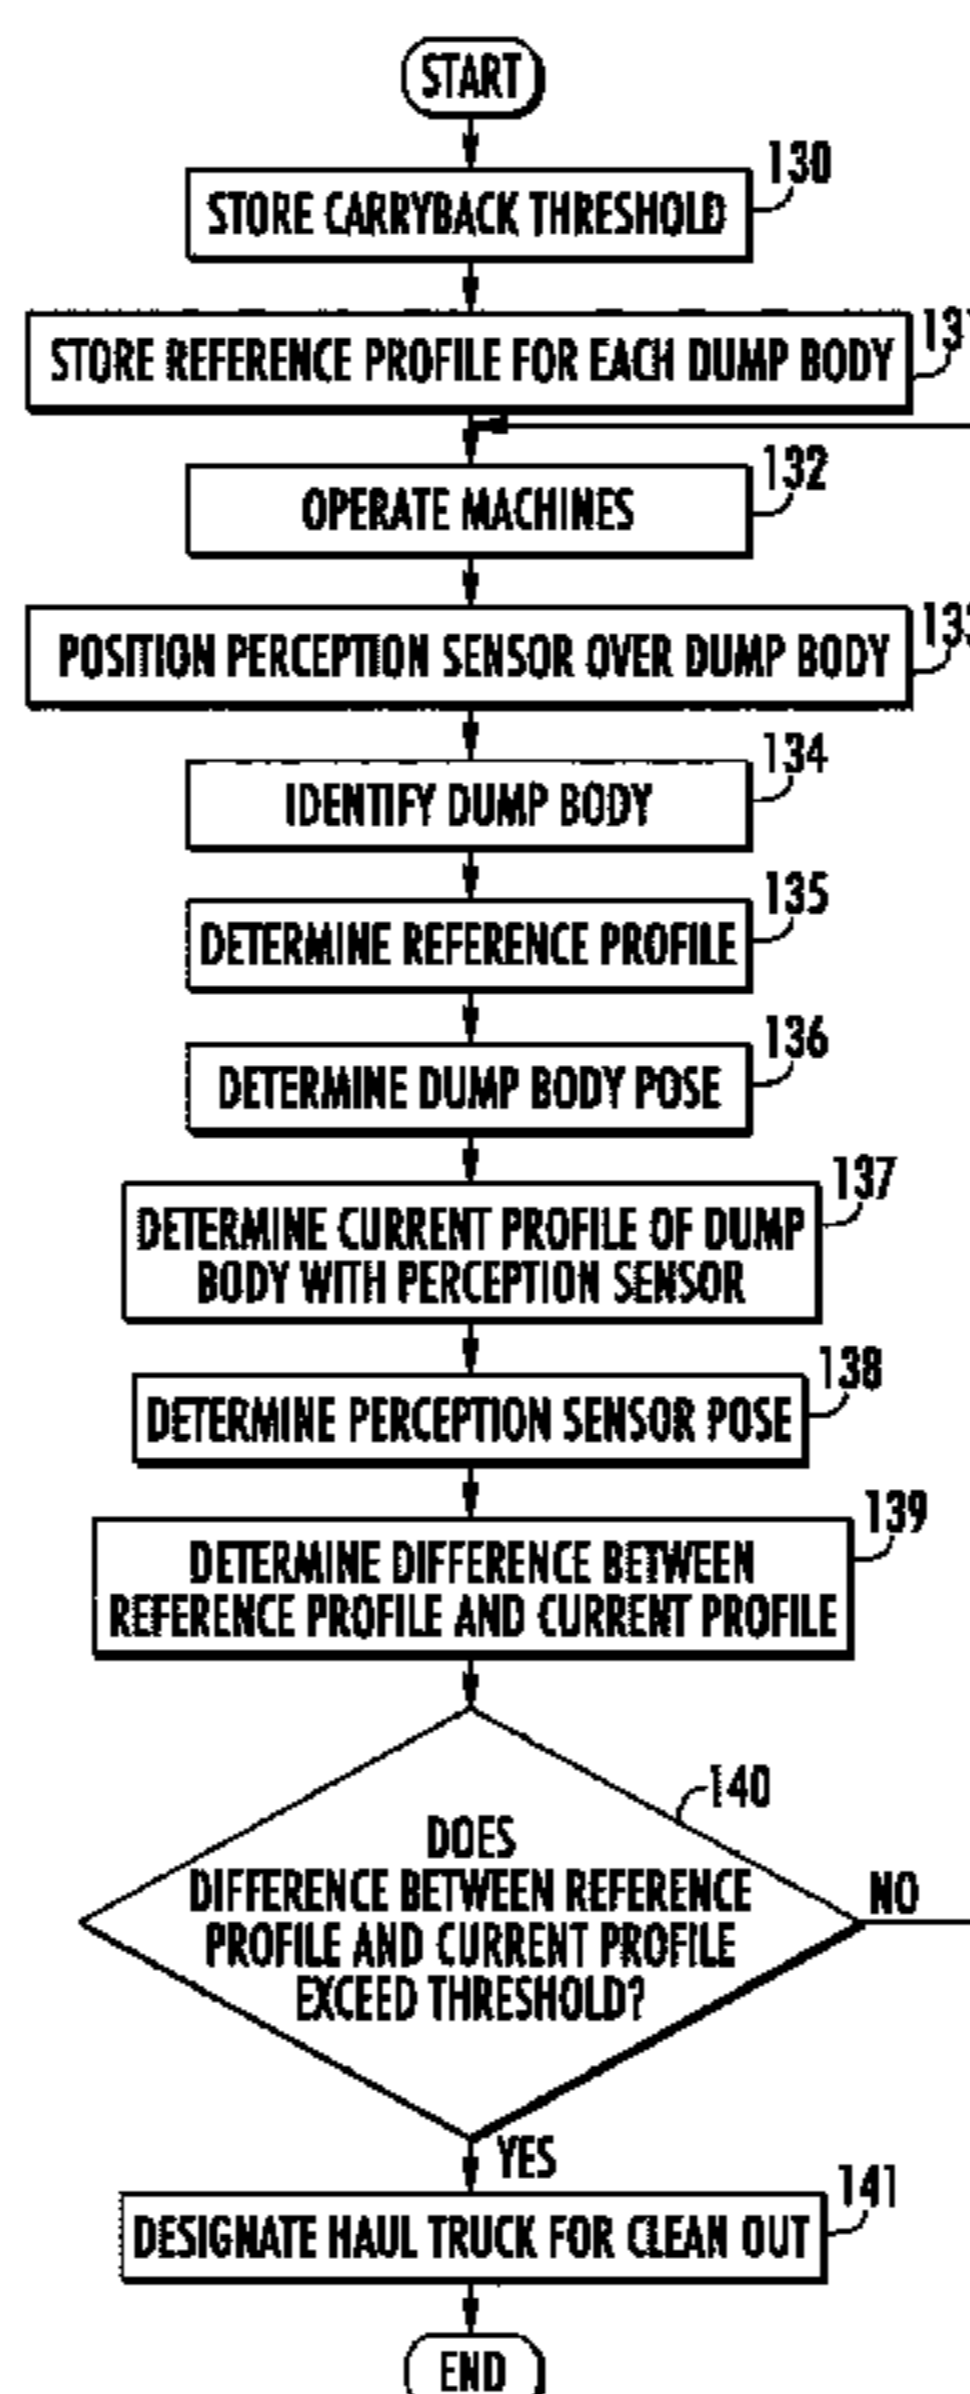 START
130
STORE CARRYBACK THRESHOLD
STORE REFERENCE PROFILE FOR EACH DUMP BODY
132
OPERATE MACHINES
POSITION PERCEPTION SENSOR OVER DUMP BODY
134
IDENTIFY DUMP BODY
135
DETERMINE REFERENCE PROFILE
136
DETERMINE DUMP BODY POSE
137
DETERMINE CURRENT PROFILE OF DUMP
BODY WITH PERCEPTION SENSOR
138
DETERMINE PERCEPTION SENSOR POSE
139
DETERMINE DIFFERENCE BETWEEN
REFERENCE PROFILE AND CURRENT PROFILE
140
DOES
DIFFERENCE BETWEEN REFERENCE
PROFILE AND CURRENT PROFILE
EXCEED THRESHOLD?
NO
YES
141
DESIGNATE HAUL TRUCK FOR CLEAN OUT
END